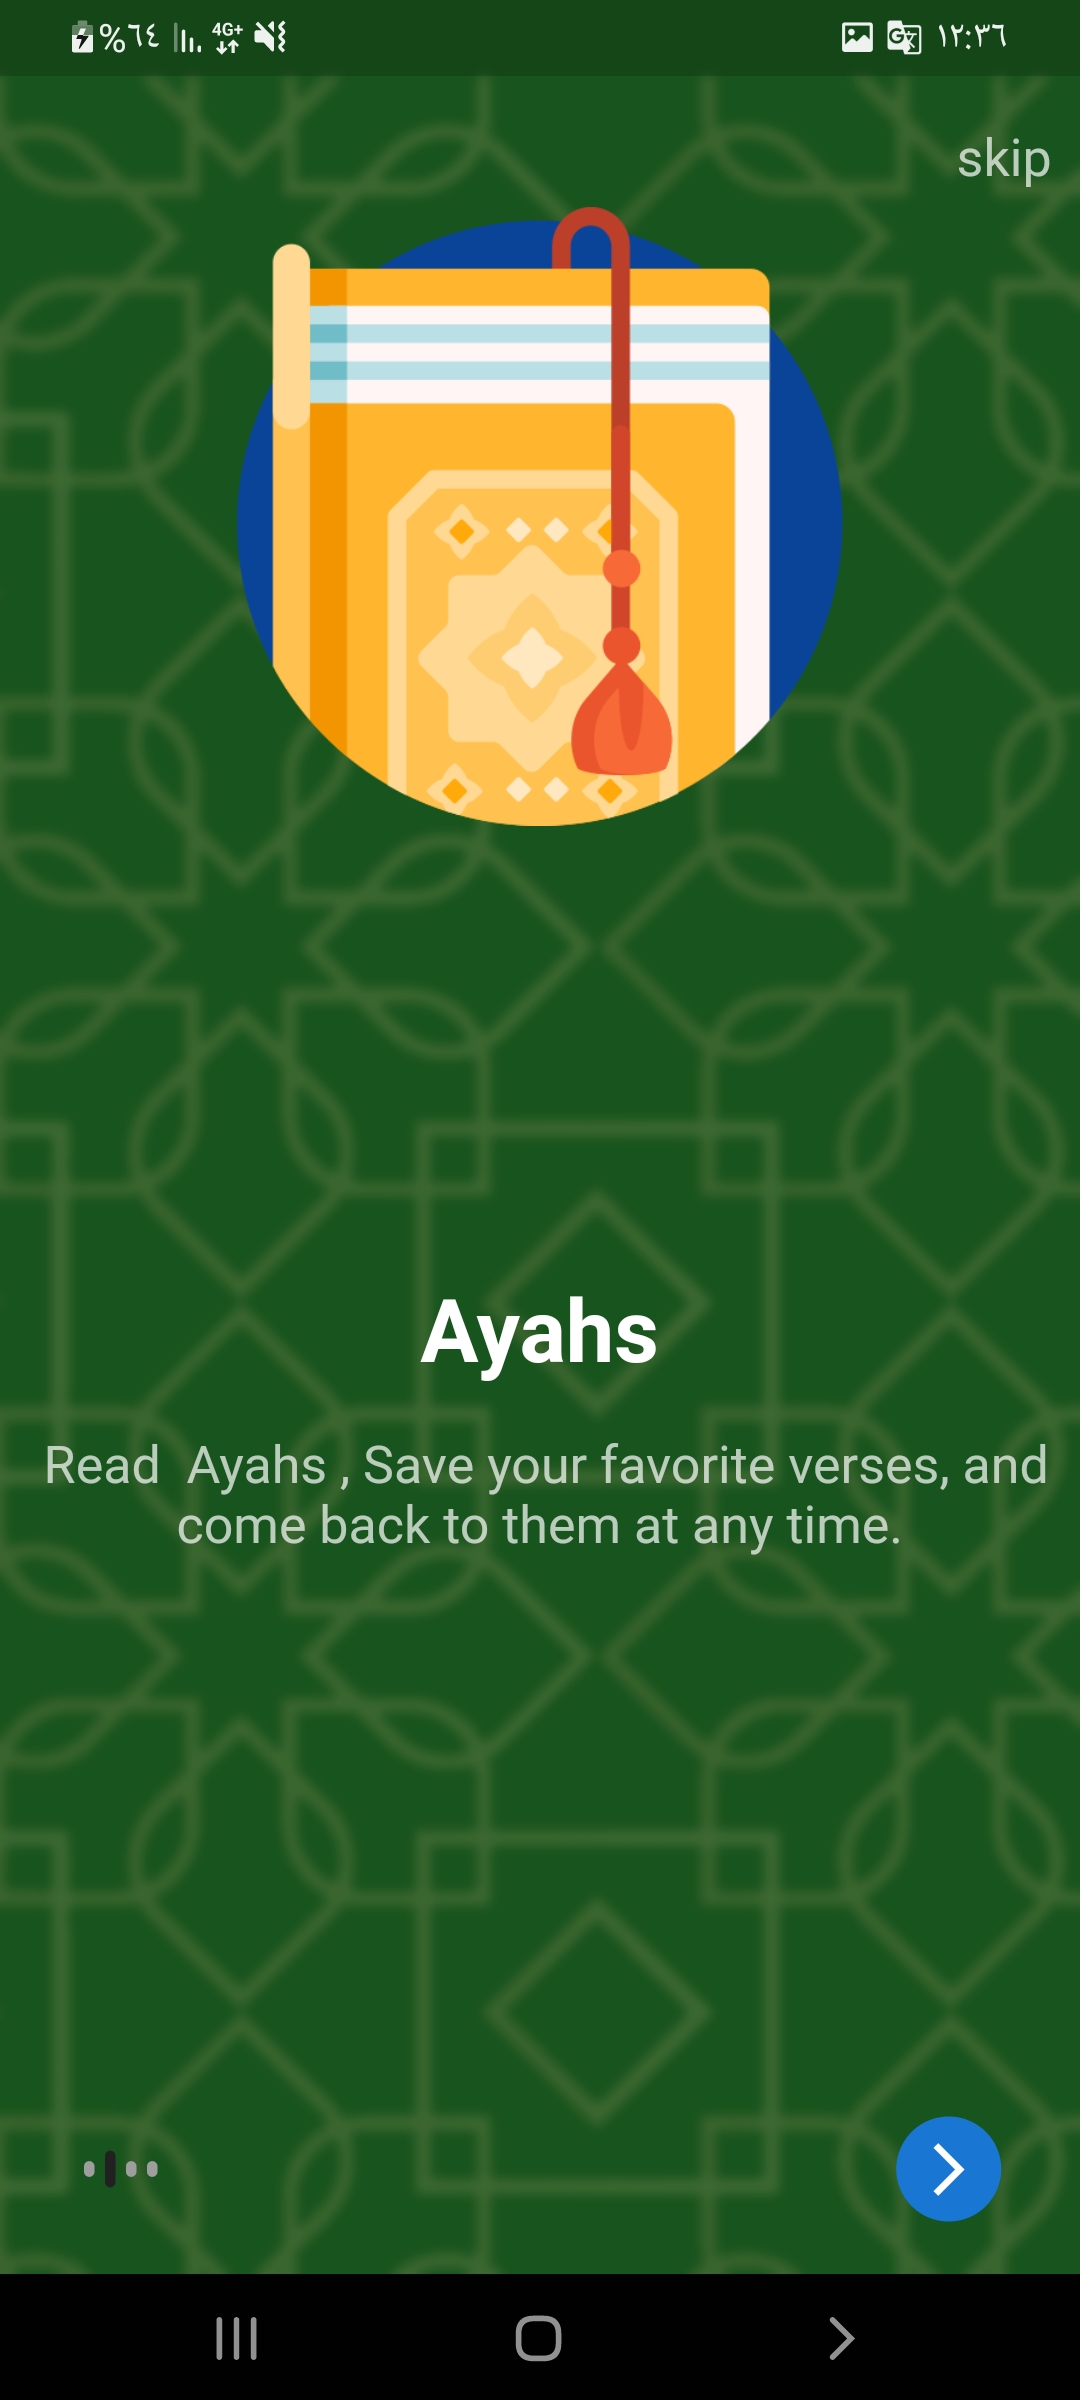 %٦٤ 4G+ ١٢:٣٦
skip
Ayahs
Read  Ayahs , Save your favorite verses, and
come back to them at any time.